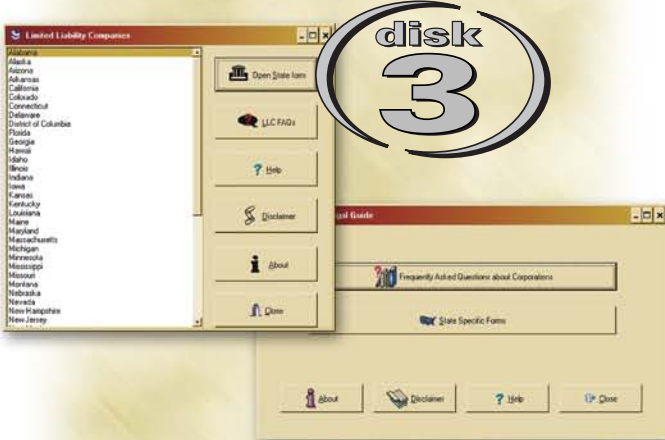 disk
3
Limited Liability Companies
Alabama
Alaska
Arizona
Arkansas
California
Colorado
Connecticut
Delaware
District of Columbia
Florida
Georgia
Hawaii
Idaho
Illinois
Indiana
Iowa
Kansas
Kentucky
Louisiana
Maine
Maryland
Massachusetts
Michigan
Minnesota
Mississippi
Missouri
Montana
Nebraska
Nevada
New Hampshire
New Jersey
Open State form
LLC FAQs
Help
Disclaimer
About
Close
gal Guide
Frequently Asked Questions about Corporations
State Specific Forms
About
Disclaimer
Help
Close